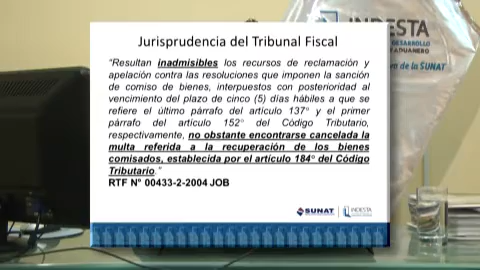 Jurisprudencia del Tribunal Fiscal
INDESTA
DESARROLLO
ADUANERO
de la SUNAT
“Resultan inadmisibles los recursos de reclamación y
apelación contra las resoluciones que imponen la sanción
de comiso de bienes, interpuestos con posterioridad al
vencimiento del plazo de cinco (5) días hábiles a que se
refiere el último párrafo del artículo 137° y el primer
párrafo del artículo 152° del Código Tributario,
respectivamente, no obstante encontrarse cancelada la
multa referida a la recuperación de los bienes
comisados, establecida por el artículo 184° del Código
Tributario.”
RTF N° 00433-2-2004 JOB
SUNAT
INDESTA